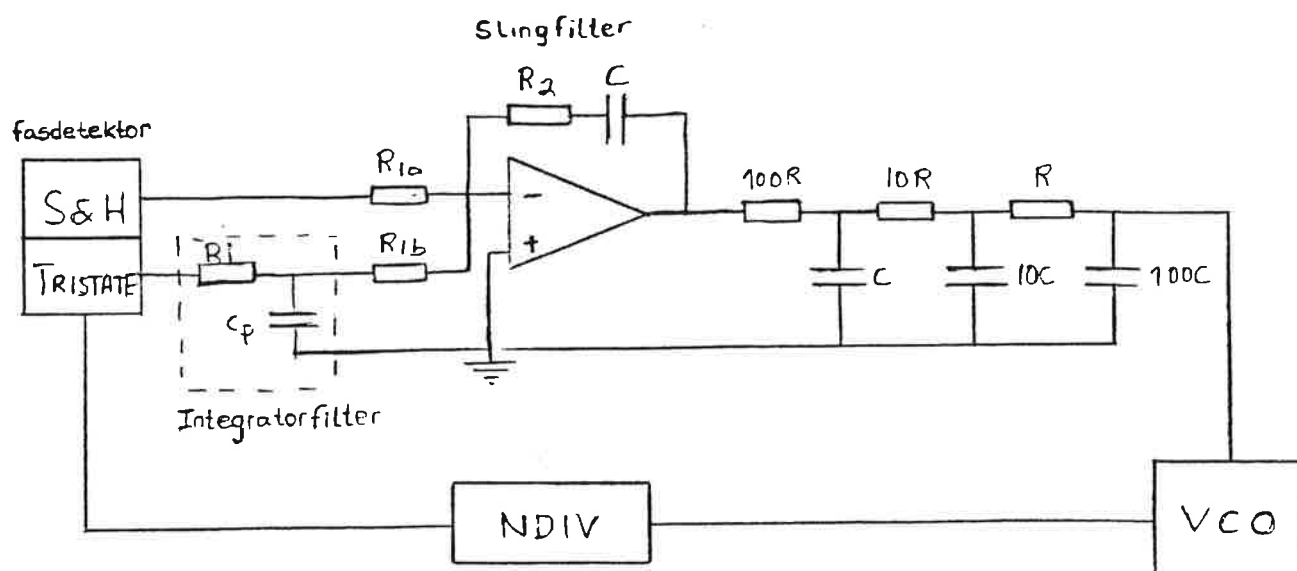 Slingfilter
R2
C
fasdetektor
S&H
R1a
100R
10R
R
-
+
TRISTATE
Ri
R1b
CP
C
10C
100C
Integratorfilter
NDIV
VCO